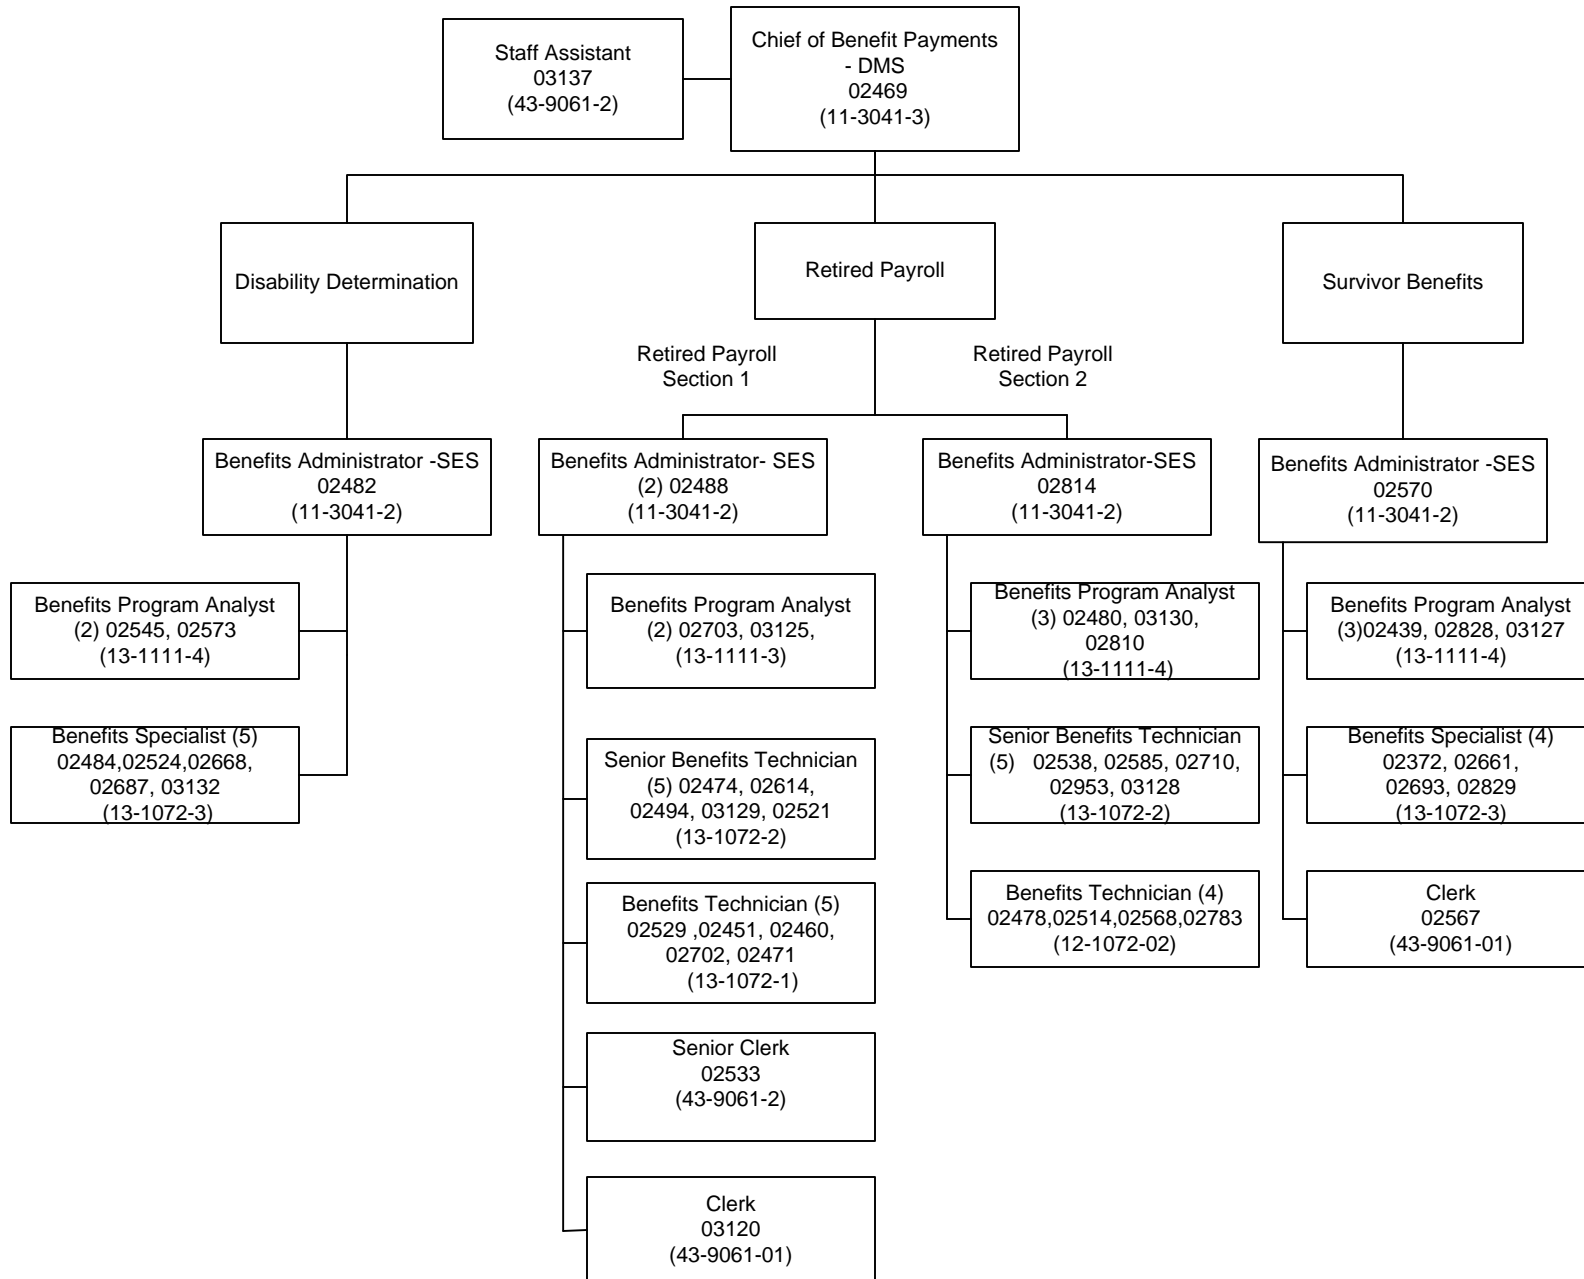 Staff Assistant
03137
(43-9061-2)
Chief of Benefit Payments
- DMS
02469
(11-3041-3)
Disability Determination
Retired Payroll
Survivor Benefits
Retired Payroll
Section 1
Retired Payroll
Section 2
Benefits Administrator -SES
02482
(11-3041-2)
Benefits Administrator- SES
(2) 02488
(11-3041-2)
Benefits Administrator-SES
02814
(11-3041-2)
Benefits Administrator -SES
02570
(11-3041-2)
Benefits Program Analyst
(2) 02545, 02573
(13-1111-4)
Benefits Program Analyst
(2) 02703, 03125,
(13-1111-3)
Benefits Program Analyst
(3) 02480, 03130,
02810
(13-1111-4)
Benefits Program Analyst
(3)02439, 02828, 03127
(13-1111-4)
Benefits Specialist (5)
02484,02524,02668,
02687, 03132
(13-1072-3)
Senior Benefits Technician
(5) 02474, 02614,
02494, 03129, 02521
(13-1072-2)
Senior Benefits Technician
(5) 02538, 02585, 02710,
02953, 03128
(13-1072-2)
Benefits Specialist (4)
02372, 02661,
02693, 02829
(13-1072-3)
Benefits Technician (5)
02529 ,02451, 02460,
02702, 02471
(13-1072-1)
Benefits Technician (4)
02478,02514,02568,02783
(12-1072-02)
Clerk
02567
(43-9061-01)
Senior Clerk
02533
(43-9061-2)
Clerk
03120
(43-9061-01)